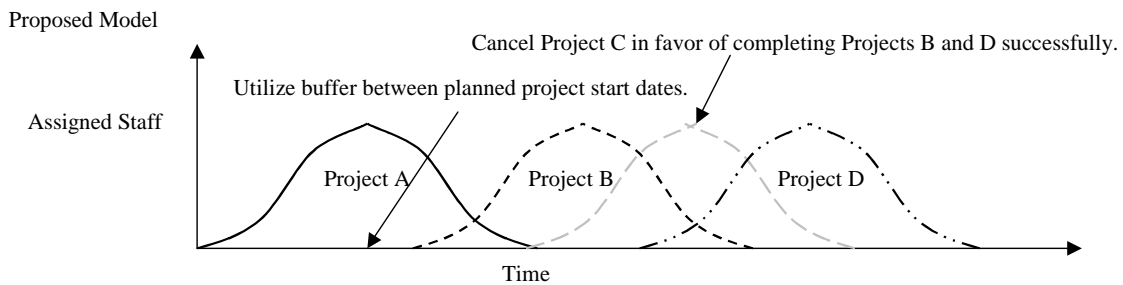 Proposed Model
Cancel Project C in favor of completing Projects B and D successfully.
Utilize buffer between planned project start dates.
Assigned Staff
Project A
Project B
Project D
Time